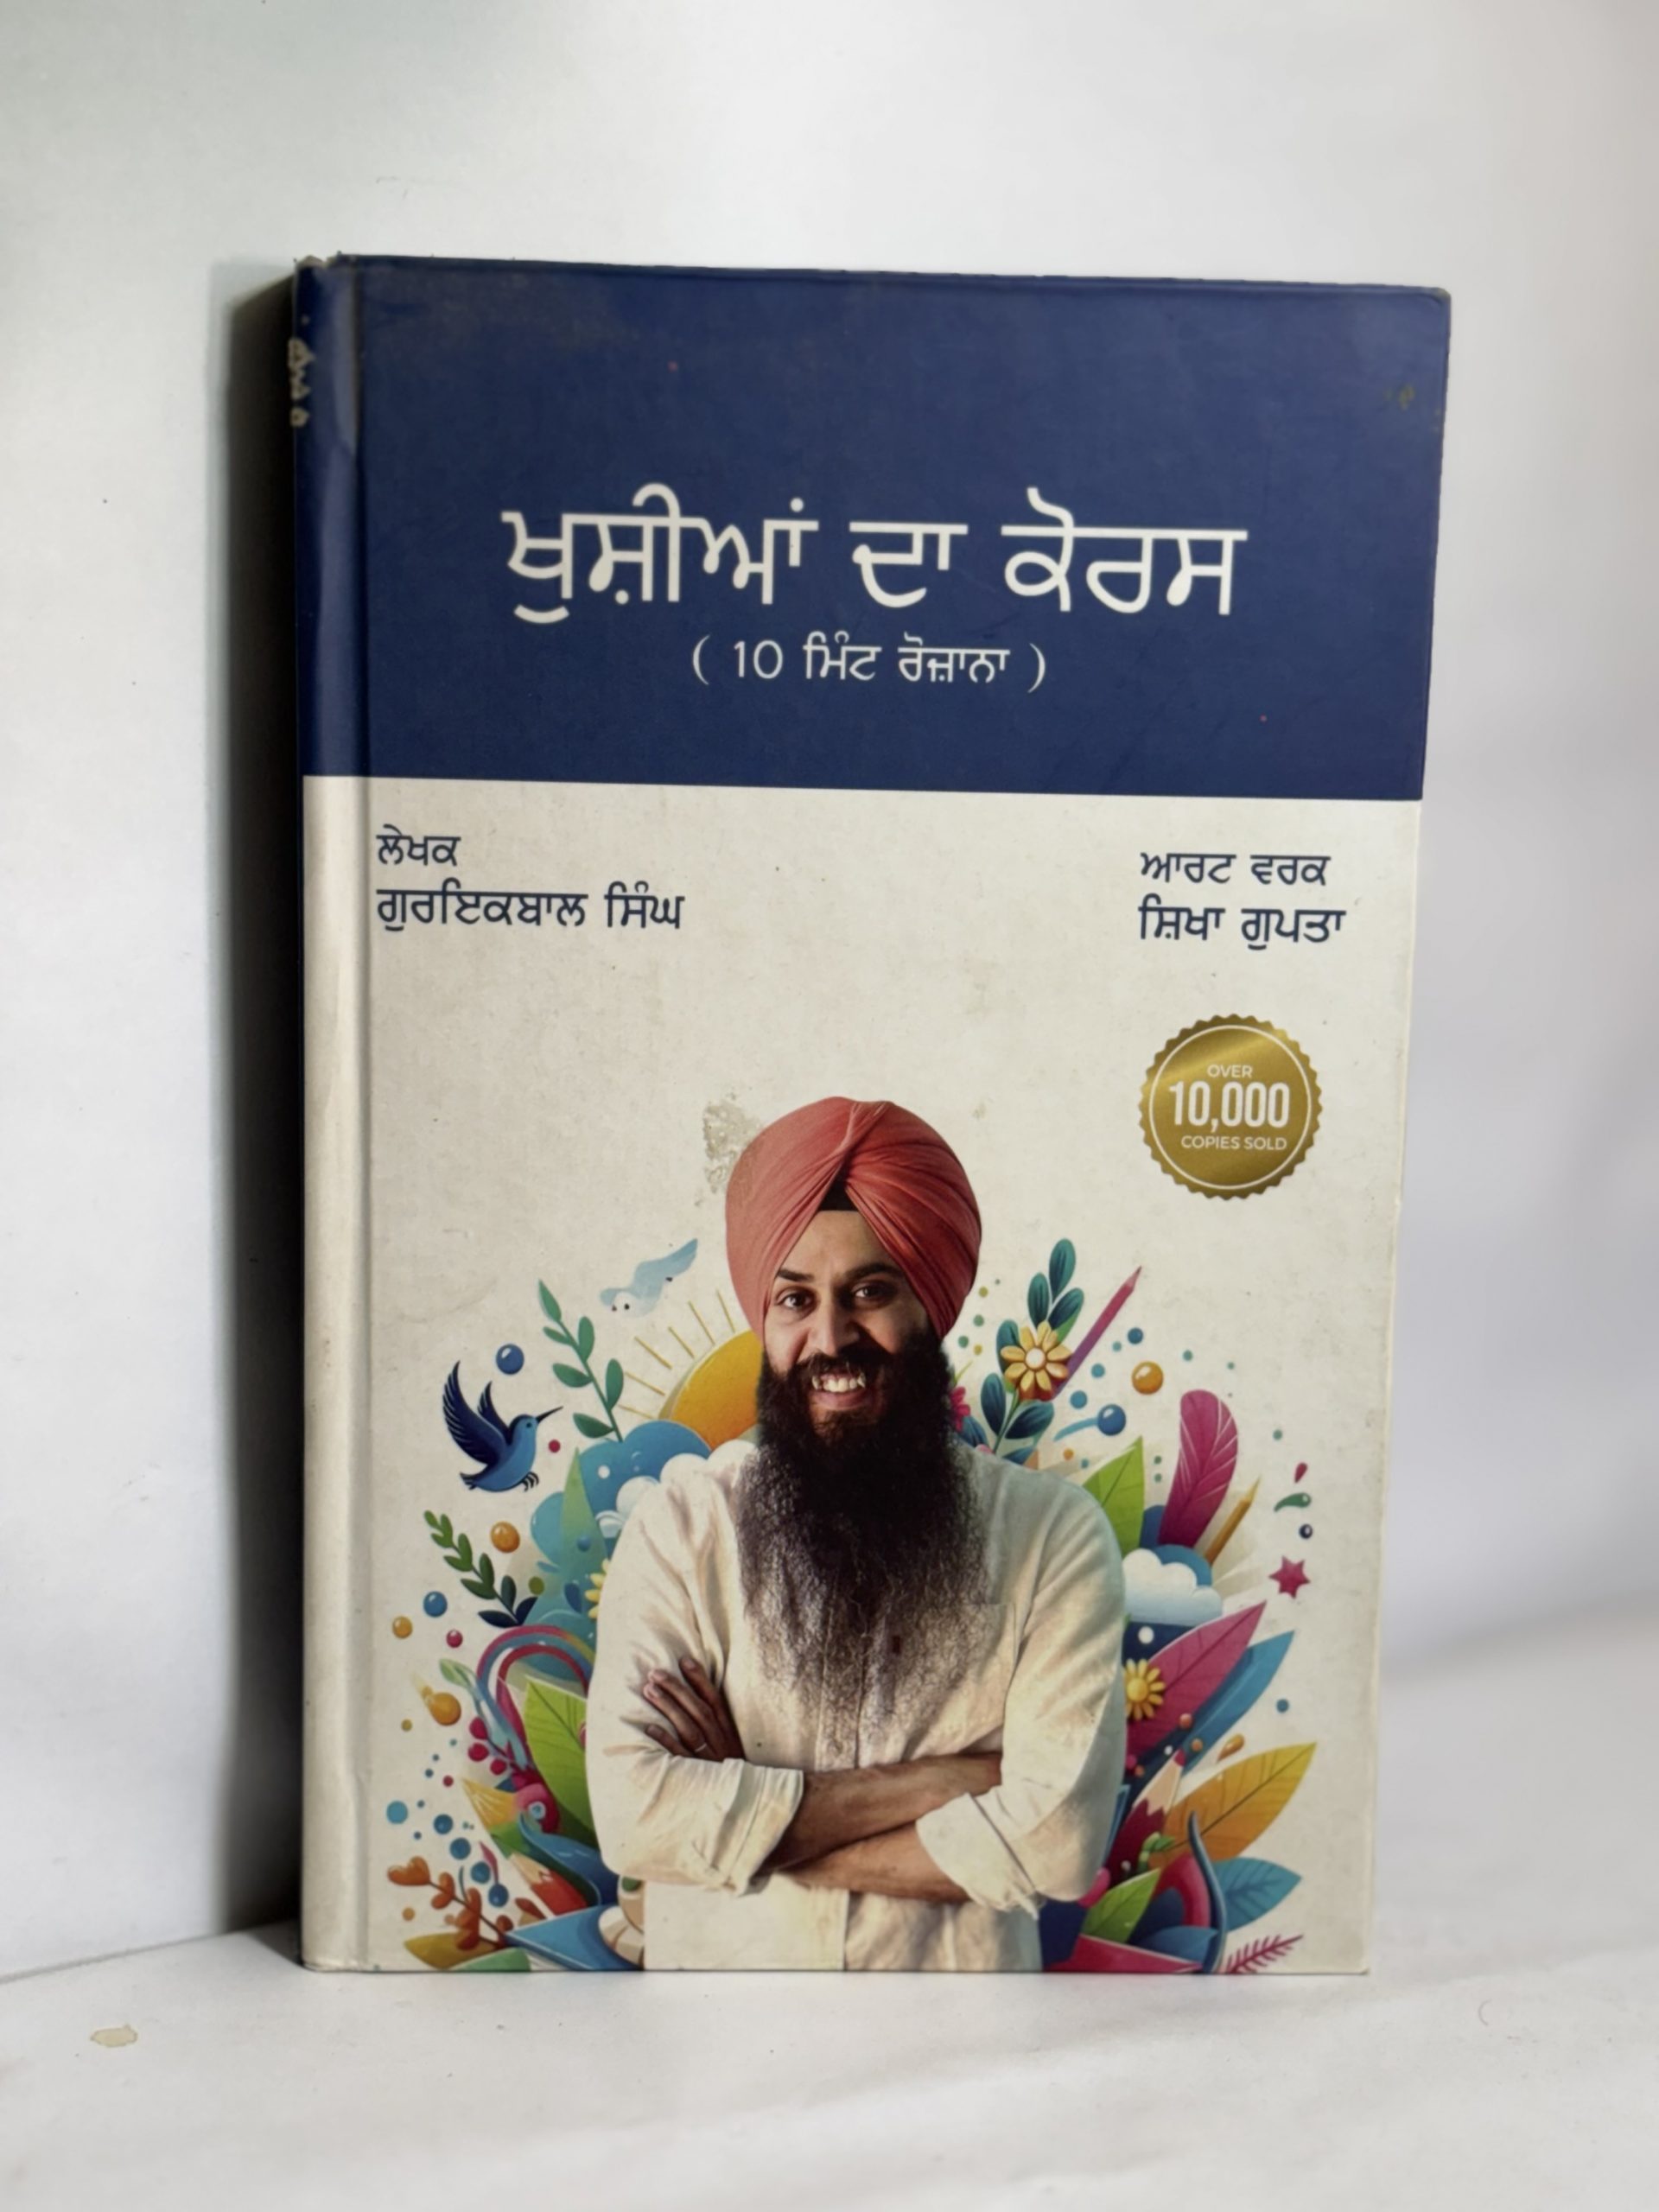 ਖੁਸ਼ੀਆਂ ਦਾ ਕੋਰਸ
( 10 ਮਿੰਟ ਰੋਜ਼ਾਨਾ )
ਲੇਖਕ
ਗੁਰਇਕਬਾਲ ਸਿੰਘ
ਆਰਟ ਵਰਕ
ਸ਼ਿਖਾ ਗੁਪਤਾ
OVER
10,000
COPIES SOLD